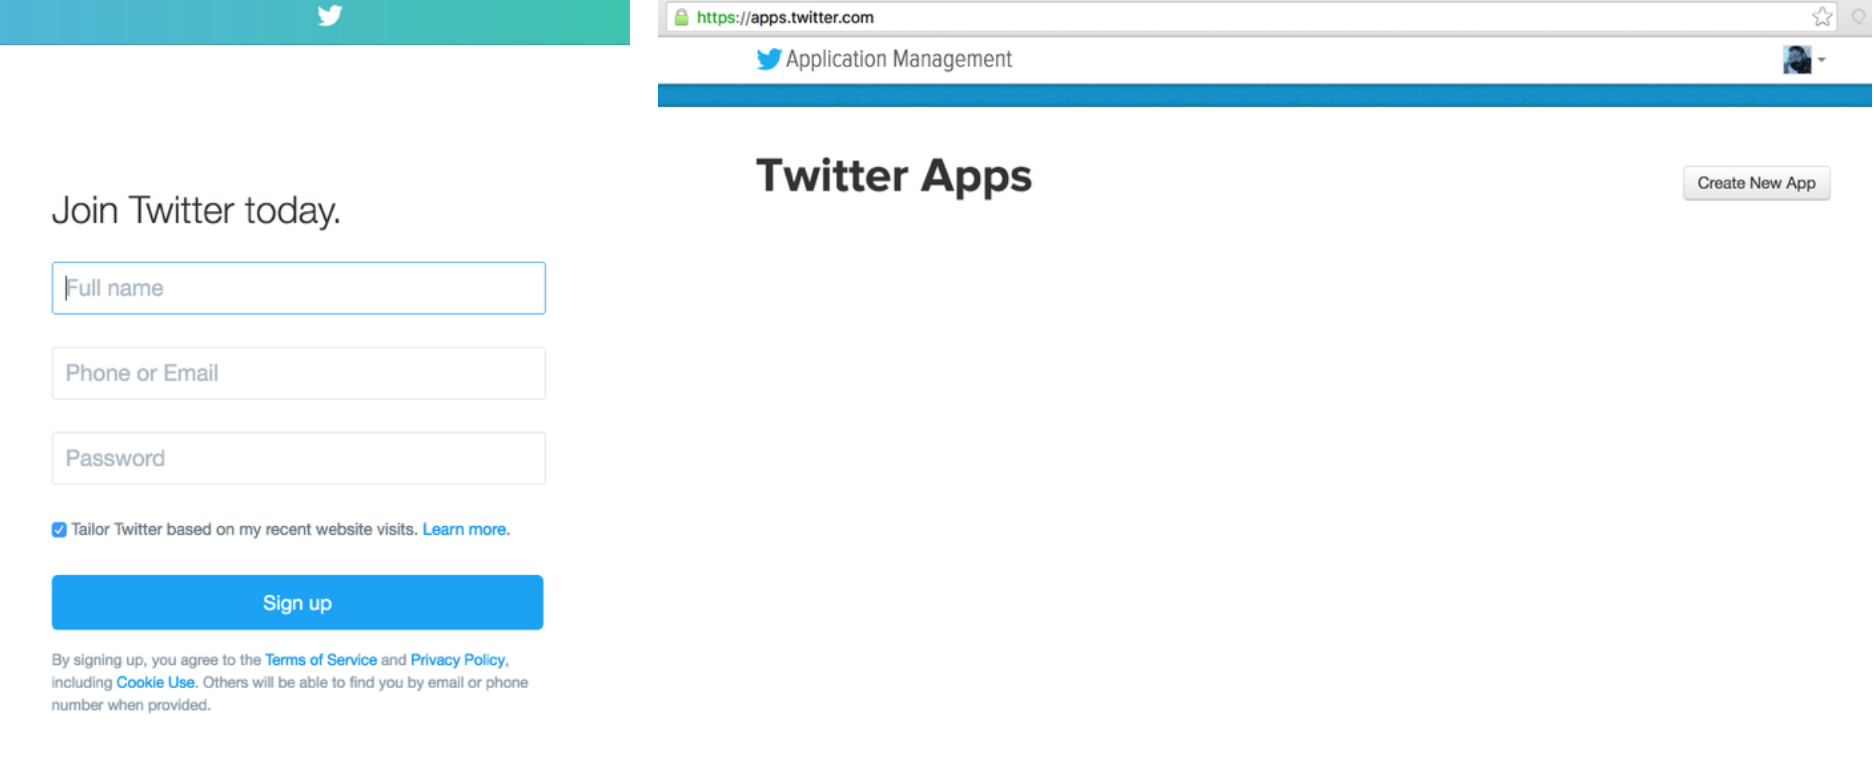 Join Twitter today.
Full name
Phone or Email
Password
Tailor Twitter based on my recent website visits. Learn more.
Sign up
By signing up, you agree to the Terms of Service and Privacy Policy,
including Cookie Use. Others will be able to find you by email or phone
number when provided.
https://apps.twitter.com
Application Management
Twitter Apps
Create New App